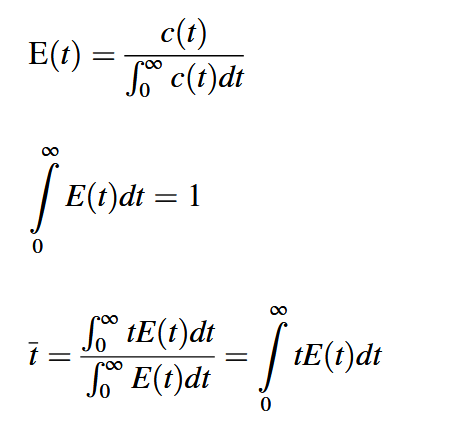 E(t) = c(t) / ∫₀^∞ c(t)dt
∫₀^∞ E(t)dt = 1
t̄ = ∫₀^∞ tE(t)dt / ∫₀^∞ E(t)dt = ∫₀^∞ tE(t)dt